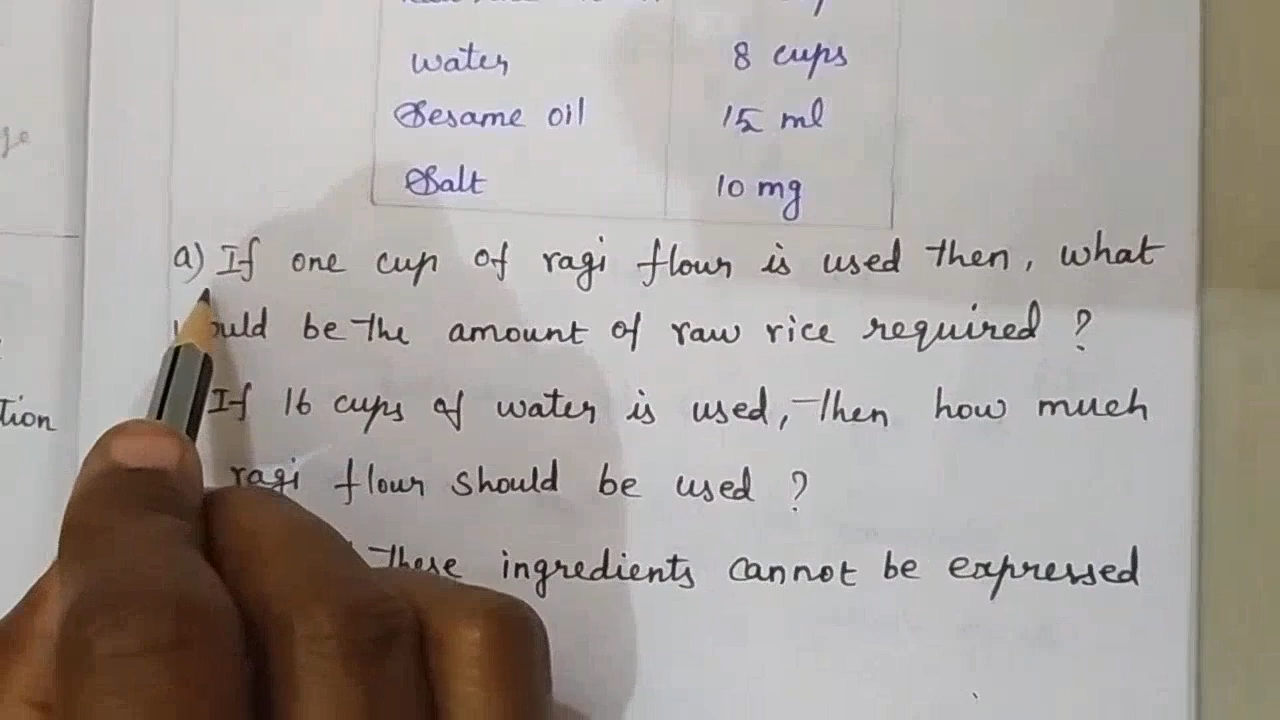 water 8 cups
Sesame oil 15 ml
Salt 10 mg
a) If one cup of ragi flour is used then, what
would be the amount of raw rice required ?
If 16 cups of water is used, then how much
ragi flour should be used ?
these ingredients cannot be expressed
tion